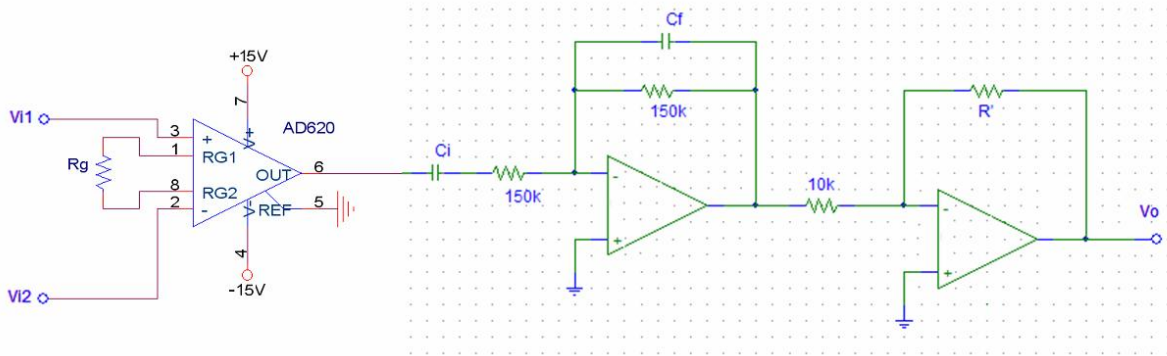 Cf
+15V
150k
R'
Vi1
7
AD620
3
+
V+
1
RG1
Rg
OUT
6
Ci
150k
-
10k
8
RG2
2
-
REF
5
V-
+
-
Vo
4
+
Vi2
-15V